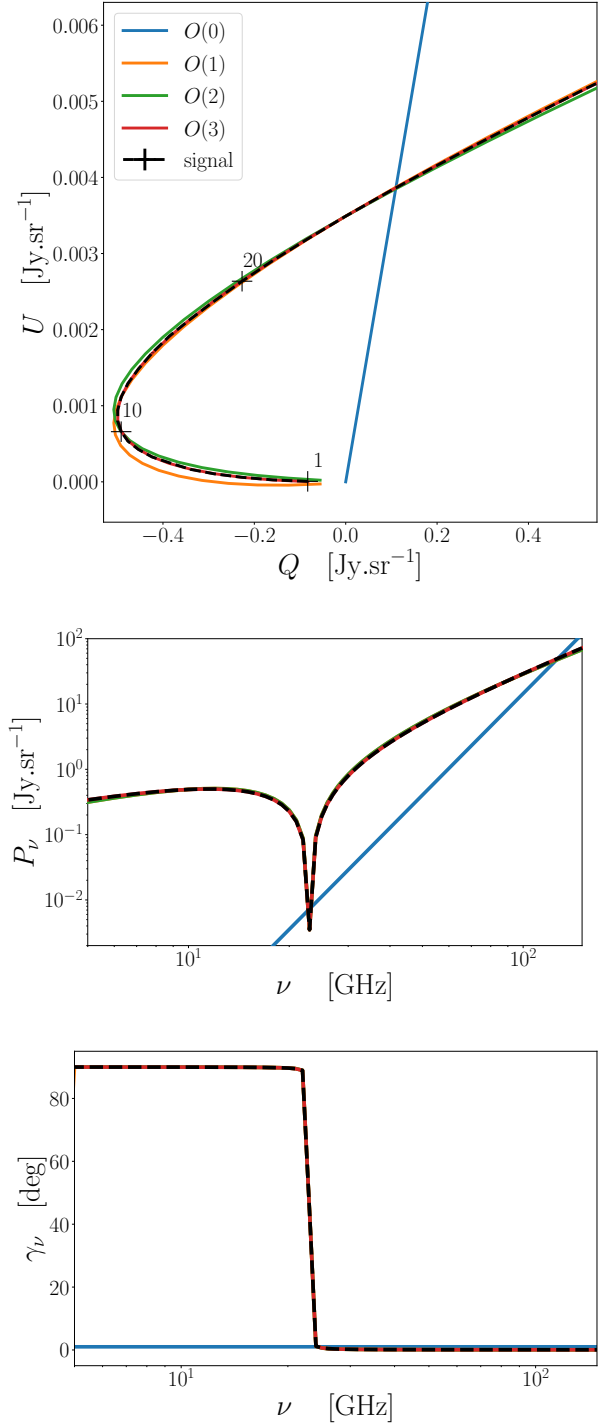 0.006
0.005
0.004
0.003
0.002
0.001
0.000
U [Jy.sr⁻¹]
O(0)
O(1)
O(2)
O(3)
signal
20
10
1
−0.4 −0.2 0.0 0.2 0.4
Q [Jy.sr⁻¹]
10²
10¹
10⁰
10⁻¹
10⁻²
P_ν [Jy.sr⁻¹]
10¹ 10²
ν [GHz]
80
60
40
20
0
γ_ν [deg]
10¹ 10²
ν [GHz]